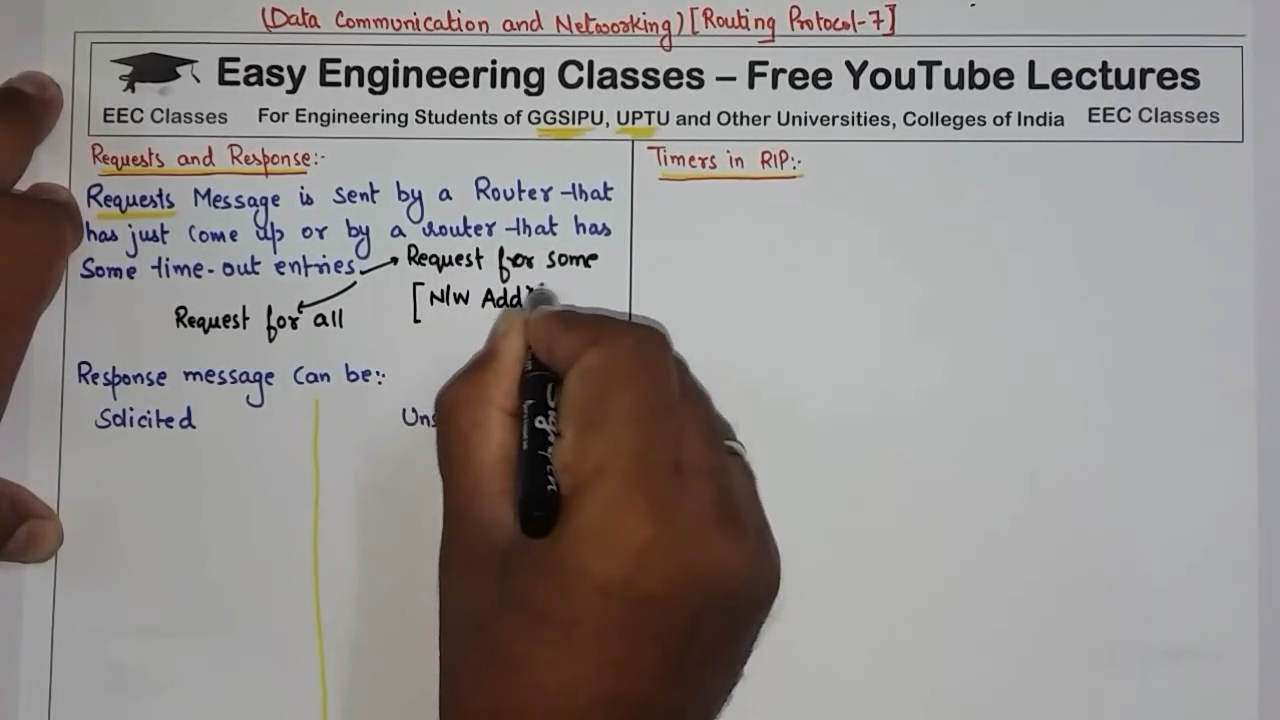 (Data Communication and Networking) [Routing Protocol-7]
Easy Engineering Classes – Free YouTube Lectures
EEC Classes For Engineering Students of GGSIPU, UPTU and Other Universities, Colleges of India EEC Classes
Requests and Response:-
Requests Message is sent by a Router that
has just come up or by a router that has
Some time-out entries
Request for some
[N/W Add
Request for all
Response message can be:-
Solicited
Uns
Timers in RIP:-